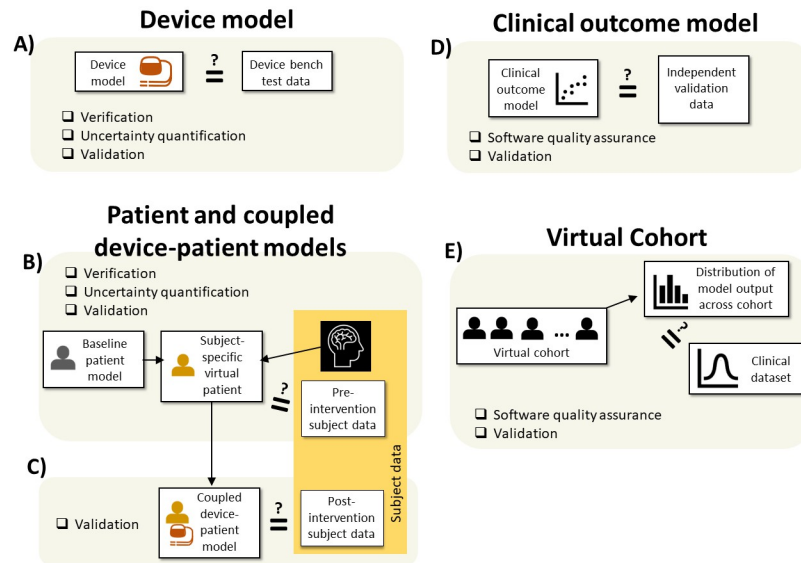 Device model
A)
Device
model
?
=
Device bench
test data
Verification
Uncertainty quantification
Validation
Clinical outcome model
D)
Clinical
outcome
model
?
=
Independent
validation
data
Software quality assurance
Validation
Patient and coupled
device-patient models
B)
Verification
Uncertainty quantification
Validation
Baseline
patient
model
Subject-
specific
virtual
patient
?
=
Pre-
intervention
subject data
Subject data
C)
Validation
Coupled
device-
patient
model
?
=
Post-
intervention
subject data
Virtual Cohort
E)
...
Virtual cohort
Distribution of
model output
across cohort
?
=
Clinical
dataset
Software quality assurance
Validation